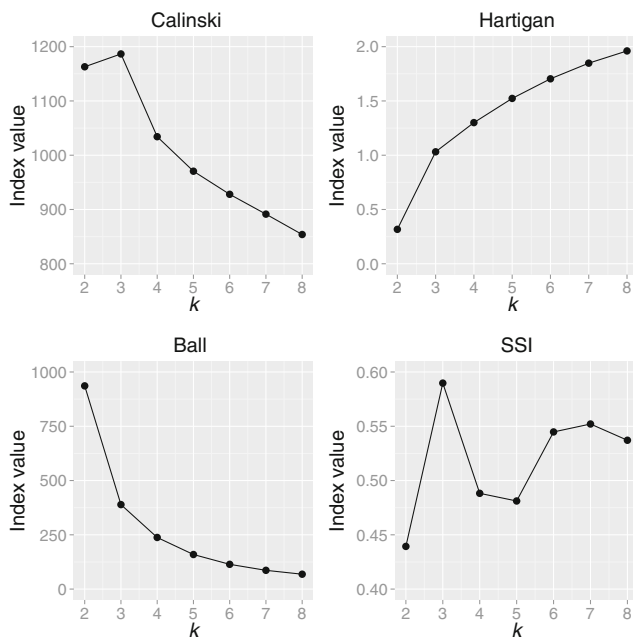 Calinski
Index value
1200
1100
1000
900
800
2 3 4 5 6 7 8
k
Hartigan
Index value
2.0
1.5
1.0
0.5
0.0
2 3 4 5 6 7 8
k
Ball
Index value
1000
750
500
250
0
2 3 4 5 6 7 8
k
SSI
Index value
0.60
0.55
0.50
0.45
0.40
2 3 4 5 6 7 8
k